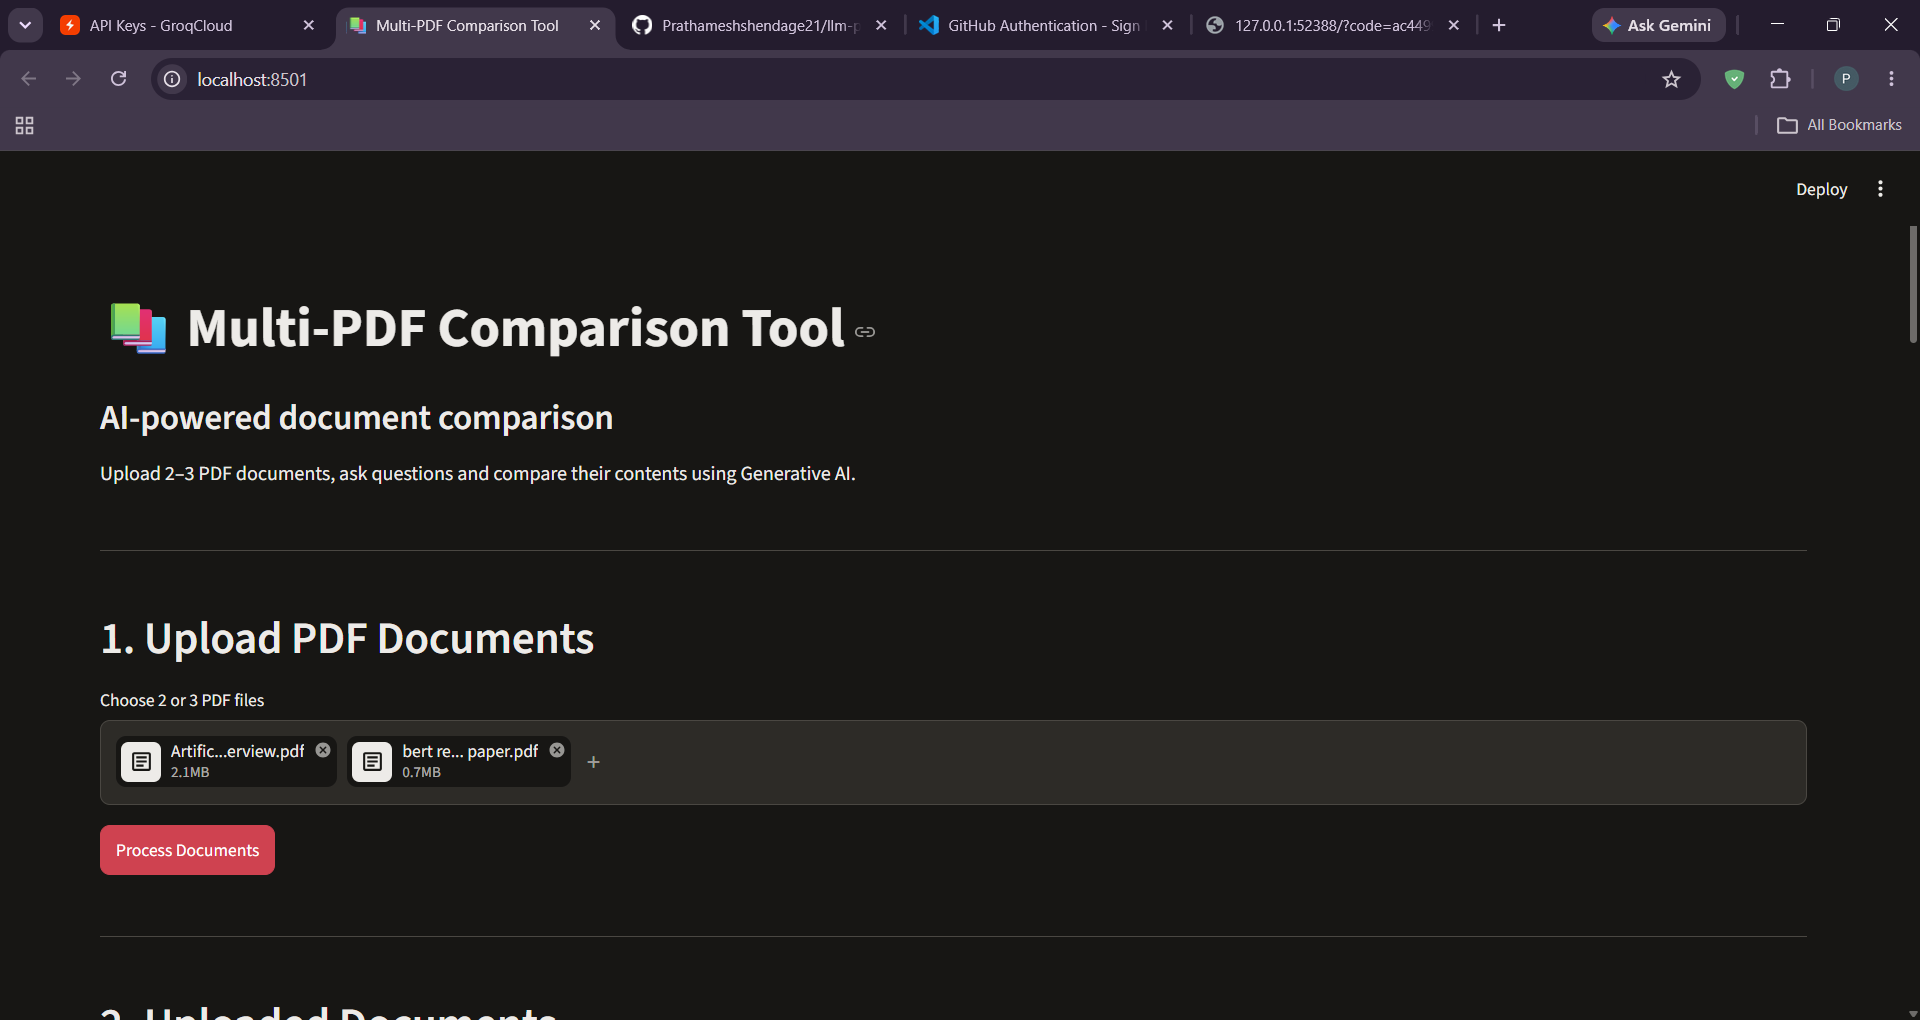 API Keys - GroqCloud
Multi-PDF Comparison Tool
Prathameshshendage21/llm-p
GitHub Authentication - Sign
127.0.0.1:52388/?code=ac449
Ask Gemini
localhost:8501
P
All Bookmarks
Deploy
Multi-PDF Comparison Tool
AI-powered document comparison
Upload 2–3 PDF documents, ask questions and compare their contents using Generative AI.
1. Upload PDF Documents
Choose 2 or 3 PDF files
Artific...erview.pdf
2.1MB
bert re... paper.pdf
0.7MB
Process Documents
2. Uploaded Documents